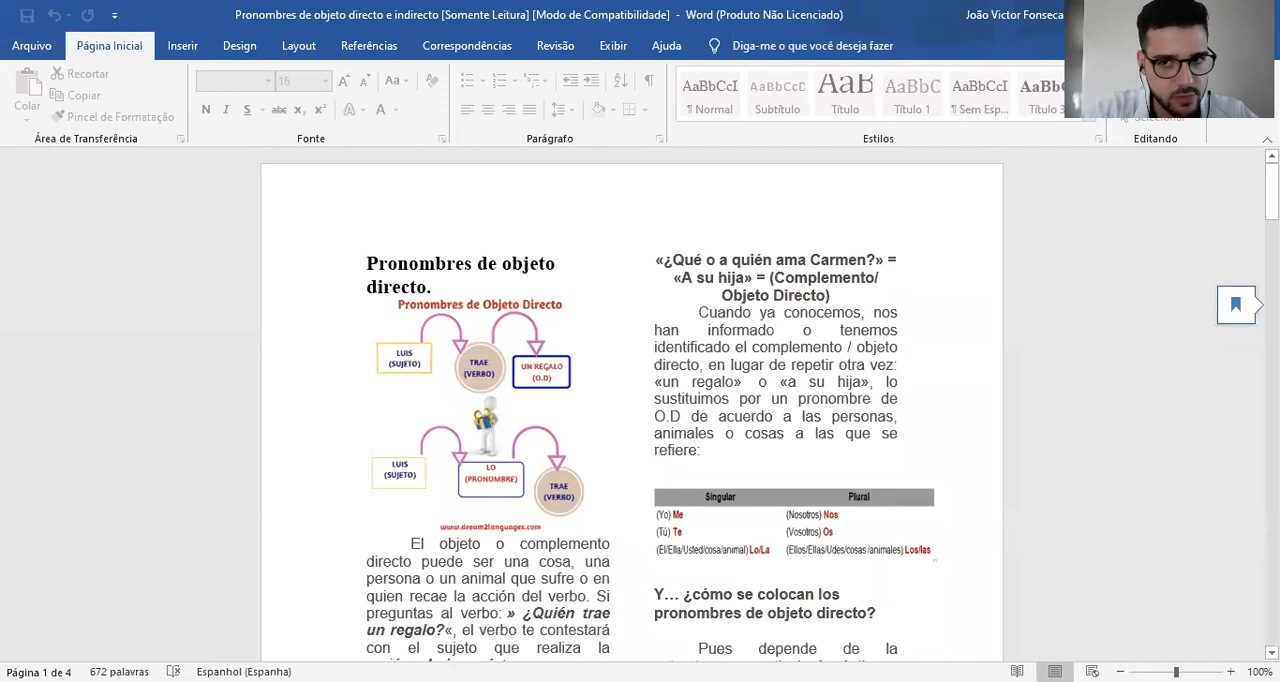 Pronombres de objeto directo e indirecto [Somente Leitura] [Modo de Compatibilidade] - Word (Produto Não Licenciado)
João Victor Fonseca
Arquivo
Página Inicial
Inserir
Design
Layout
Referências
Correspondências
Revisão
Exibir
Ajuda
Diga-me o que você deseja fazer
Colar
Recortar
Copiar
Pincel de Formatação
Área de Transferência
16
Aa
N I S abc x₂ x² A A
Fonte
Parágrafo
AaBbCcI
¶ Normal
AaBbCcC
Subtítulo
AaB
Título
AaBbC
Título 1
AaBbCcI
¶ Sem Esp...
AaBbC
Título
Estilos
Selecionar
Editando
Pronombres de objeto
directo.
Pronombres de Objeto Directo
LUIS
(SUJETO)
TRAE
(VERBO)
UN REGALO
(O.D)
LUIS
(SUJETO)
LO
(PRONOMBRE)
TRAE
(VERBO)
www.dream2languages.com
El objeto o complemento
directo puede ser una cosa, una
persona o un animal que sufre o en
quien recae la acción del verbo. Si
preguntas al verbo: » ¿Quién trae
un regalo?«, el verbo te contestará
con el sujeto que realiza la
«¿Qué o a quién ama Carmen?» =
«A su hija» = (Complemento/
Objeto Directo)
Cuando ya conocemos, nos
han informado o tenemos
identificado el complemento / objeto
directo, en lugar de repetir otra vez:
«un regalo» o «a su hija», lo
sustituimos por un pronombre de
O.D de acuerdo a las personas,
animales o cosas a las que se
refiere:
Singular Plural
(Yo) Me (Nosotros) Nos
(Tú) Te (Vosotros) Os
(Él/Ella/Usted/cosa/animal) Lo/La (Ellos/Ellas/Udes/cosas /animales).Los/las
Y… ¿cómo se colocan los
pronombres de objeto directo?
Pues depende de la
Página 1 de 4
672 palavras
Espanhol (Espanha)
100%